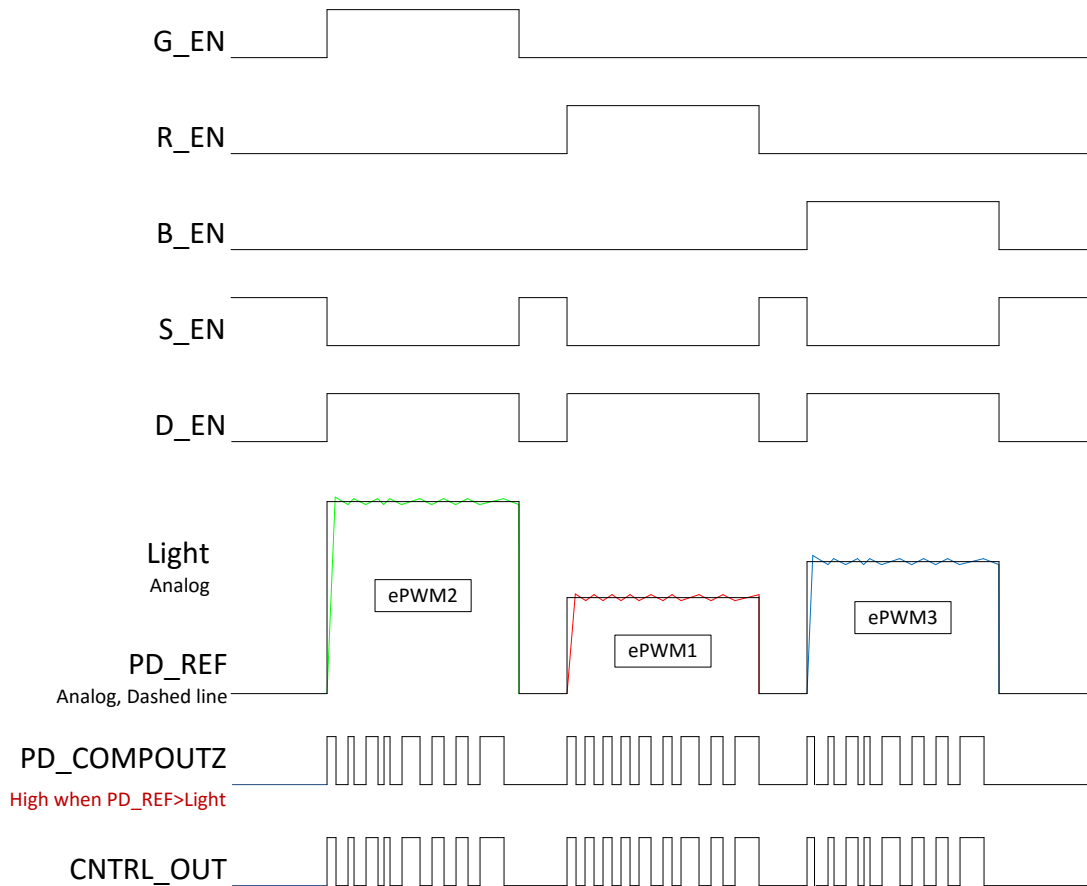 G_EN
R_EN
B_EN
S_EN
D_EN
Light
Analog
ePWM2
ePWM1
ePWM3
PD_REF
Analog, Dashed line
PD_COMPOUTZ
High when PD_REF>Light
CNTRL_OUT